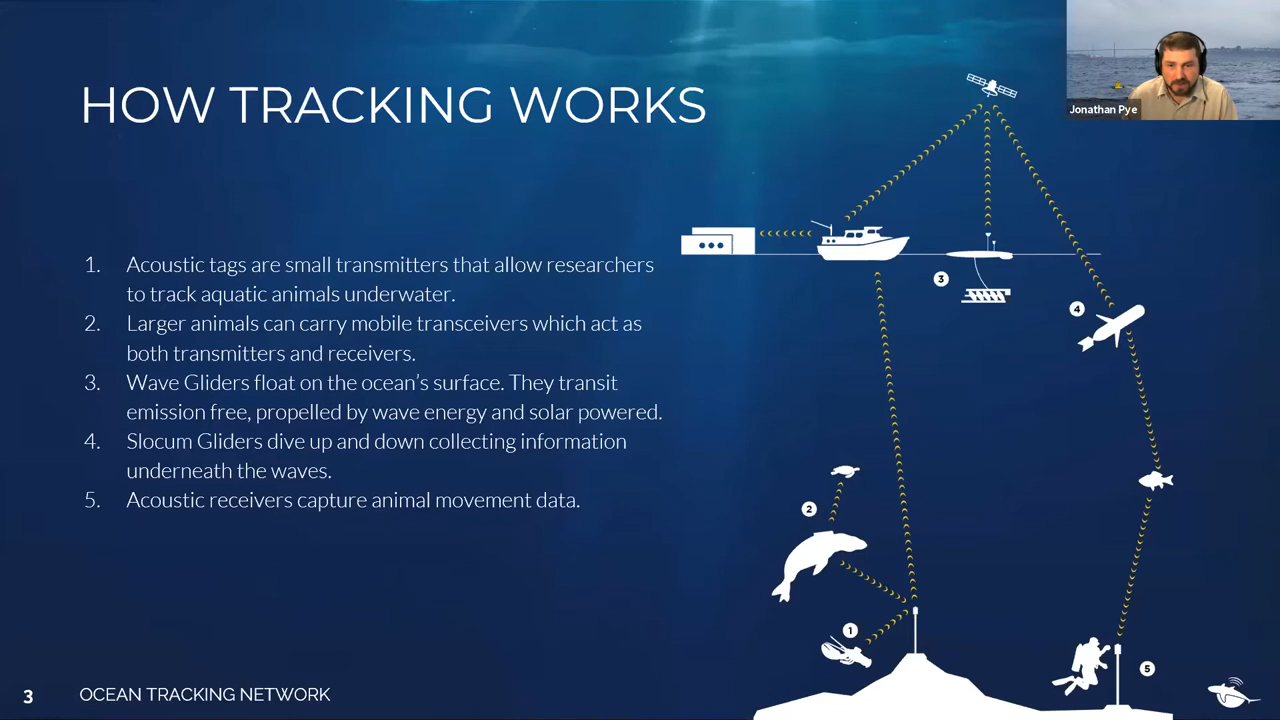 HOW TRACKING WORKS
Jonathan Pye
1. Acoustic tags are small transmitters that allow researchers
to track aquatic animals underwater.
2. Larger animals can carry mobile transceivers which act as
both transmitters and receivers.
3. Wave Gliders float on the ocean's surface. They transit
emission free, propelled by wave energy and solar powered.
4. Slocum Gliders dive up and down collecting information
underneath the waves.
5. Acoustic receivers capture animal movement data.
3
4
2
1
5
3 OCEAN TRACKING NETWORK